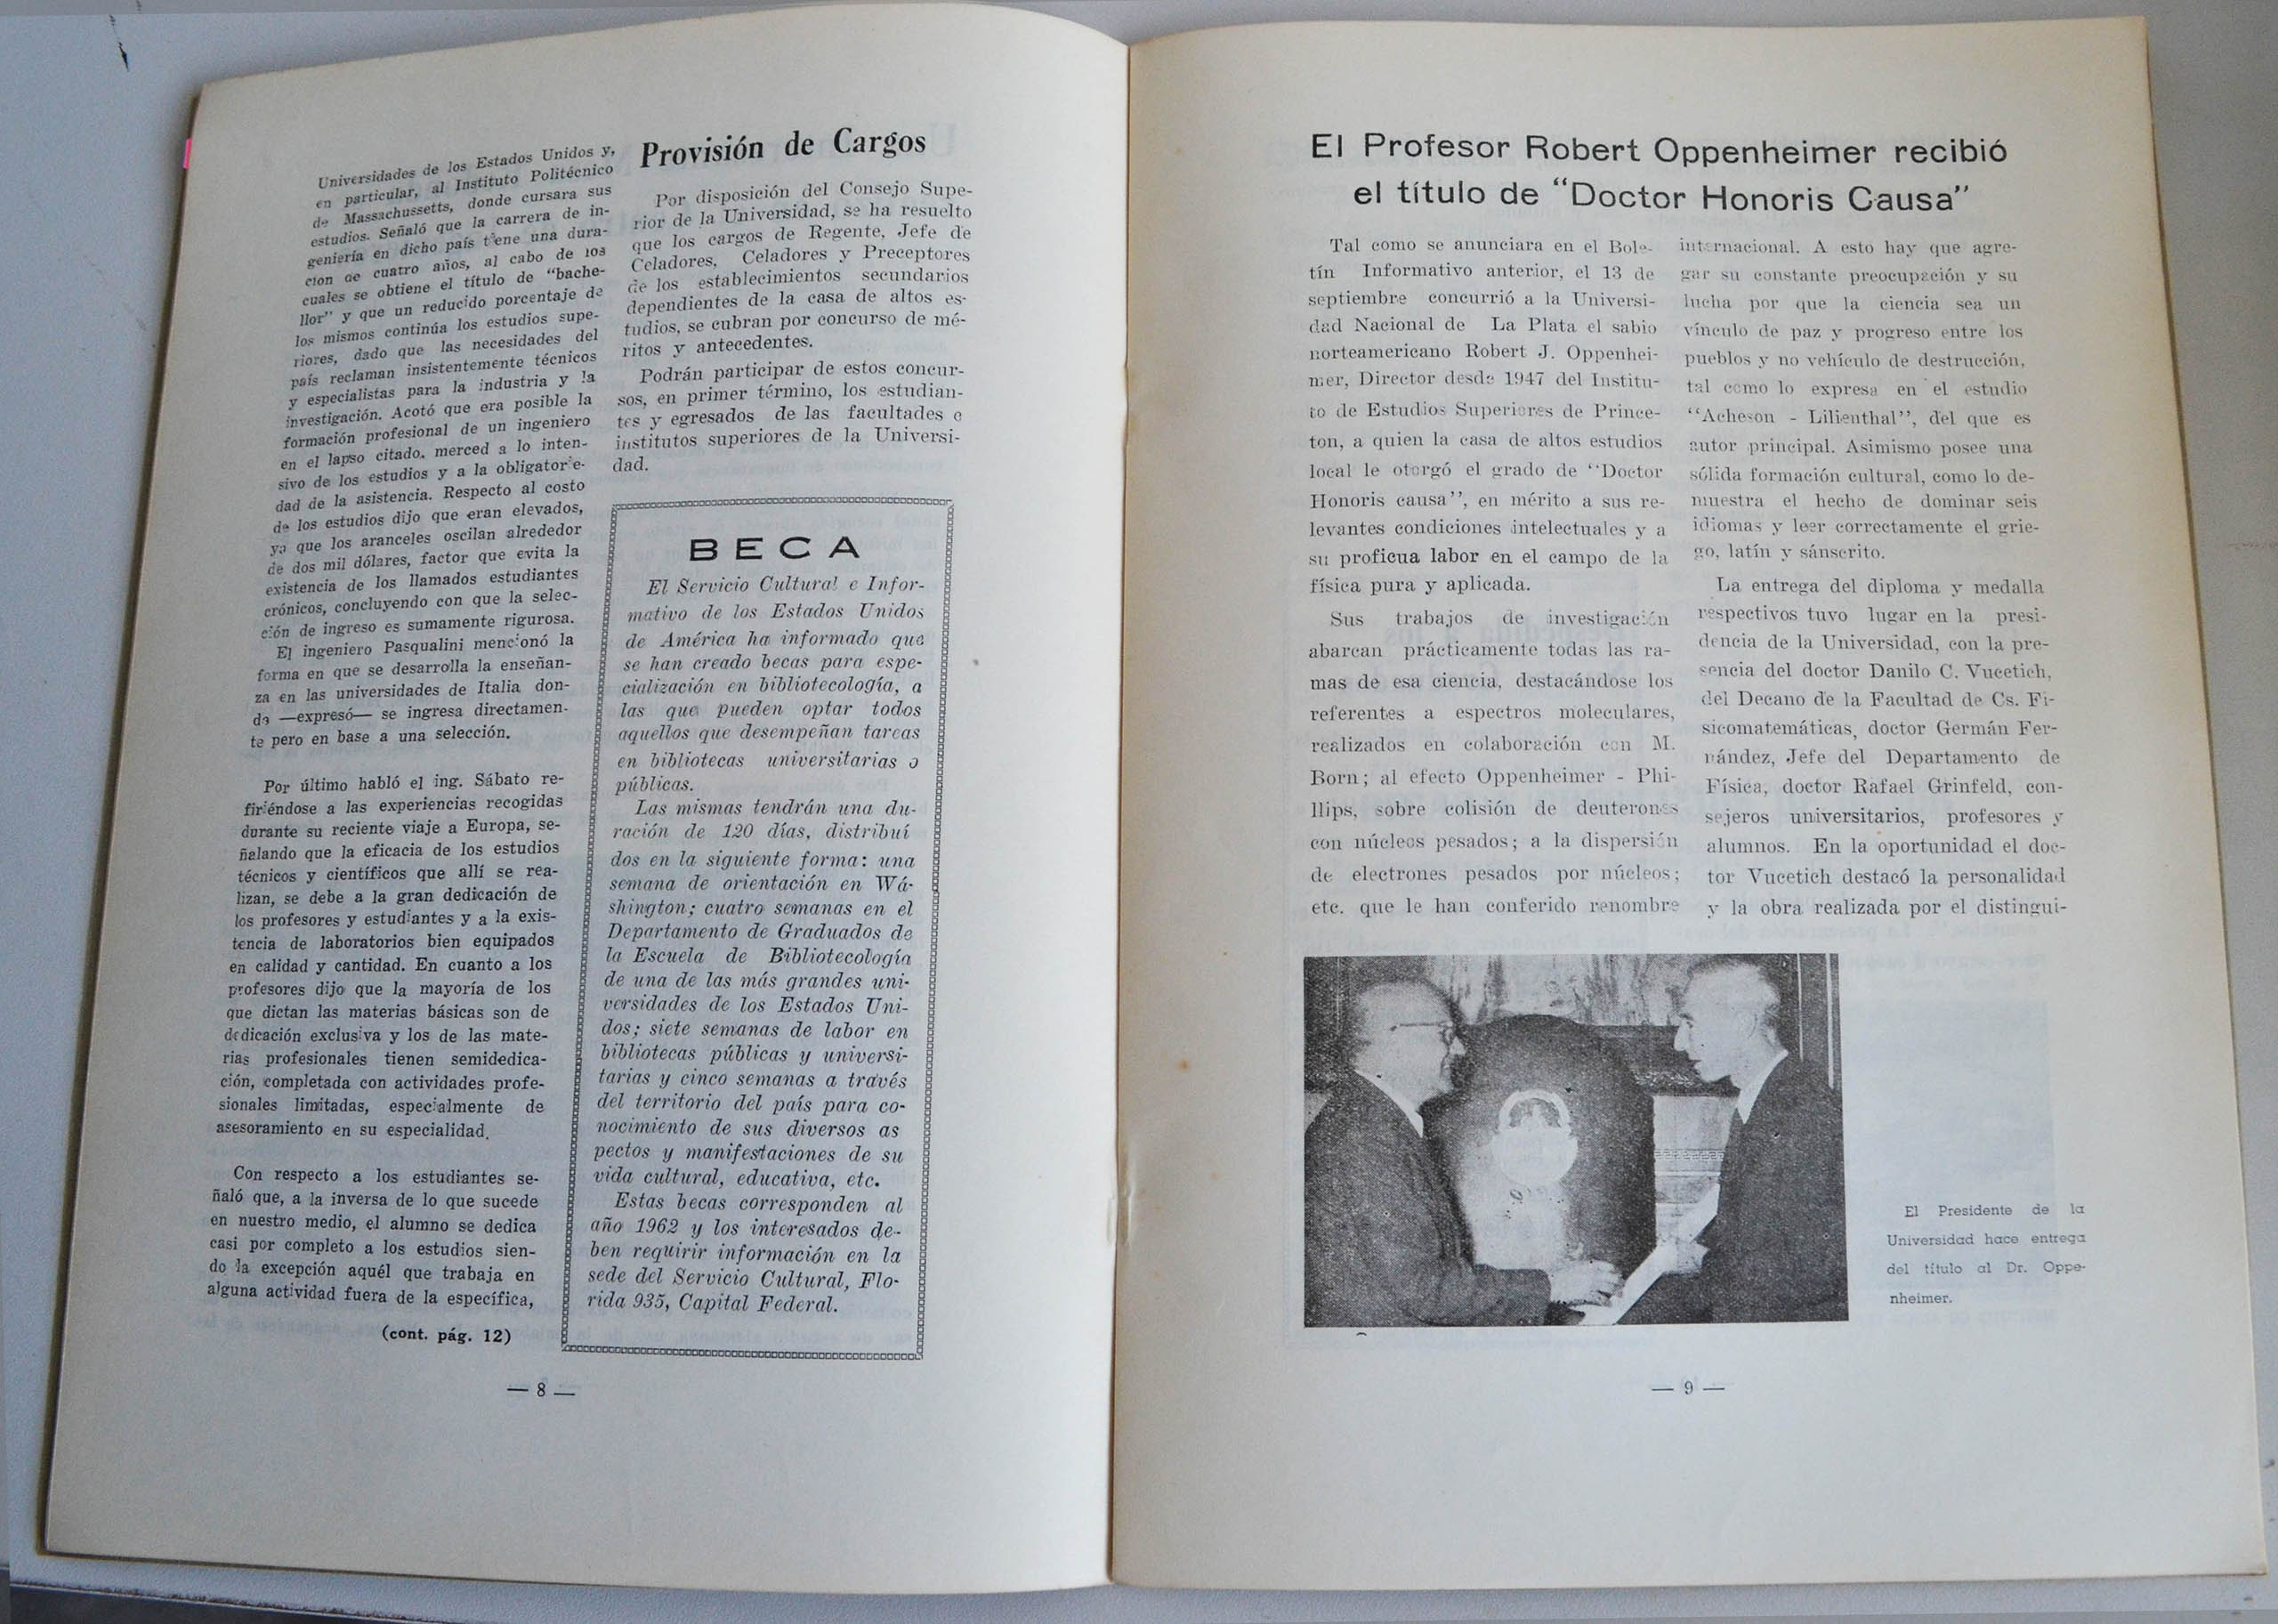 Universidades de los Estados Unidos y,
en particular, al Instituto Politécnico
de Massachussetts, donde cursara sus
estudios. Señaló que la carrera de in-
geniería en dicho país tiene una dura-
ción de cuatro años, al cabo de los
cuales se obtiene el título de "bache-
llor" y que un reducido porcentaje de
los mismos continúa los estudios supe-
riores, dado que las necesidades del
país reclaman insistentemente técnicos
y especialistas para la industria y la
investigación. Acotó que era posible la
formación profesional de un ingeniero
en el lapso citado, merced a lo inten-
sivo de los estudios y a la obligatorie-
dad de la asistencia. Respecto al costo
de los estudios dijo que eran elevados,
ya que los aranceles oscilan alrededor
de dos mil dólares, factor que evita la
existencia de los llamados estudiantes
crónicos, concluyendo con que la selec-
ción de ingreso es sumamente rigurosa.
El ingeniero Pasqualini mencionó la
forma en que se desarrolla la enseñan-
za en las universidades de Italia don-
de —expresó— se ingresa directamen-
te pero en base a una selección.
Por último habló el ing. Sábato re-
firiéndose a las experiencias recogidas
durante su reciente viaje a Europa, se-
ñalando que la eficacia de los estudios
técnicos y científicos que allí se rea-
lizan, se debe a la gran dedicación de
los profesores y estudiantes y a la exis-
tencia de laboratorios bien equipados
en calidad y cantidad. En cuanto a los
profesores dijo que la mayoría de los
que dictan las materias básicas son de
dedicación exclusiva y los de las mate-
rias profesionales tienen semidedica-
ción, completada con actividades profe-
sionales limitadas, especialmente de
asesoramiento en su especialidad.
Con respecto a los estudiantes se-
ñaló que, a la inversa de lo que sucede
en nuestro medio, el alumno se dedica
casi por completo a los estudios sien-
do la excepción aquél que trabaja en
alguna actividad fuera de la específica,
(cont. pág. 12)
Provisión de Cargos
Por disposición del Consejo Supe-
rior de la Universidad, se ha resuelto
que los cargos de Regente, Jefe de
Celadores, Celadores y Preceptores
de los establecimientos secundarios
dependientes de la casa de altos es-
tudios, se cubran por concurso de mé-
ritos y antecedentes.
Podrán participar de estos concur-
sos, en primer término, los estudian-
tes y egresados de las facultades o
institutos superiores de la Universi-
dad.
BECA
El Servicio Cultural e Infor-
mativo de los Estados Unidos
de América ha informado que
se han creado becas para espe-
cialización en bibliotecología, a
las que pueden optar todos
aquellos que desempeñan tareas
en bibliotecas universitarias o
públicas.
Las mismas tendrán una du-
ración de 120 días, distribuí
dos en la siguiente forma: una
semana de orientación en Wá-
shington; cuatro semanas en el
Departamento de Graduados de
la Escuela de Bibliotecología
de una de las más grandes uni-
versidades de los Estados Uni-
dos; siete semanas de labor en
bibliotecas públicas y universi-
tarias y cinco semanas a través
del territorio del país para co-
nocimiento de sus diversos as
pectos y manifestaciones de su
vida cultural, educativa, etc.
Estas becas corresponden al
año 1962 y los interesados de-
ben requirir información en la
sede del Servicio Cultural, Flo-
rida 935, Capital Federal.
— 8 —
El Profesor Robert Oppenheimer recibió
el título de "Doctor Honoris Causa"
Tal como se anunciara en el Bole-
tín Informativo anterior, el 13 de
septiembre concurrió a la Universi-
dad Nacional de La Plata el sabio
norteamericano Robert J. Oppenhei-
mer, Director desde 1947 del Institu-
to de Estudios Superiores de Prince-
ton, a quien la casa de altos estudios
local le otorgó el grado de "Doctor
Honoris causa", en mérito a sus re-
levantes condiciones intelectuales y a
su proficua labor en el campo de la
física pura y aplicada.
Sus trabajos de investigación
abarcan prácticamente todas las ra-
mas de esa ciencia, destacándose los
referentes a espectros moleculares,
realizados en colaboración con M.
Born; al efecto Oppenheimer - Phi-
llips, sobre colisión de deuterones
con núcleos pesados; a la dispersión
de electrones pesados por núcleos;
etc. que le han conferido renombre
internacional. A esto hay que agre-
gar su constante preocupación y su
lucha por que la ciencia sea un
vínculo de paz y progreso entre los
pueblos y no vehículo de destrucción,
tal como lo expresa en el estudio
"Acheson - Lilienthal", del que es
autor principal. Asimismo posee una
sólida formación cultural, como lo de-
muestra el hecho de dominar seis
idiomas y leer correctamente el grie-
go, latín y sánscrito.
La entrega del diploma y medalla
respectivos tuvo lugar en la presi-
dencia de la Universidad, con la pre-
sencia del doctor Danilo C. Vucetich,
del Decano de la Facultad de Cs. Fi-
sicomatemáticas, doctor Germán Fer-
nández, Jefe del Departamento de
Física, doctor Rafael Grinfeld, con-
sejeros universitarios, profesores y
alumnos. En la oportunidad el doc-
tor Vucetich destacó la personalidad
y la obra realizada por el distingui-
El Presidente de la
Universidad hace entrega
del título al Dr. Oppe-
nheimer.
— 9 —